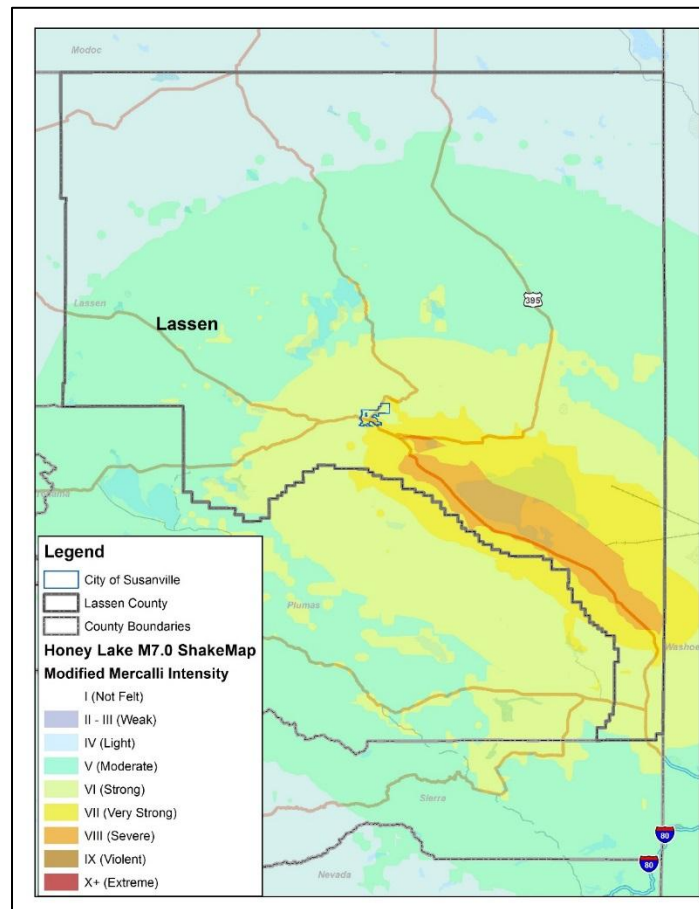 Modoc
395
Lassen
Lassen
Plumas
Washoe
Legend
City of Susanville
Lassen County
County Boundaries
Honey Lake M7.0 ShakeMap
Modified Mercalli Intensity
I (Not Felt)
II - III (Weak)
IV (Light)
V (Moderate)
VI (Strong)
VII (Very Strong)
VIII (Severe)
IX (Violent)
X+ (Extreme)
Sierra
80
80
Nevada